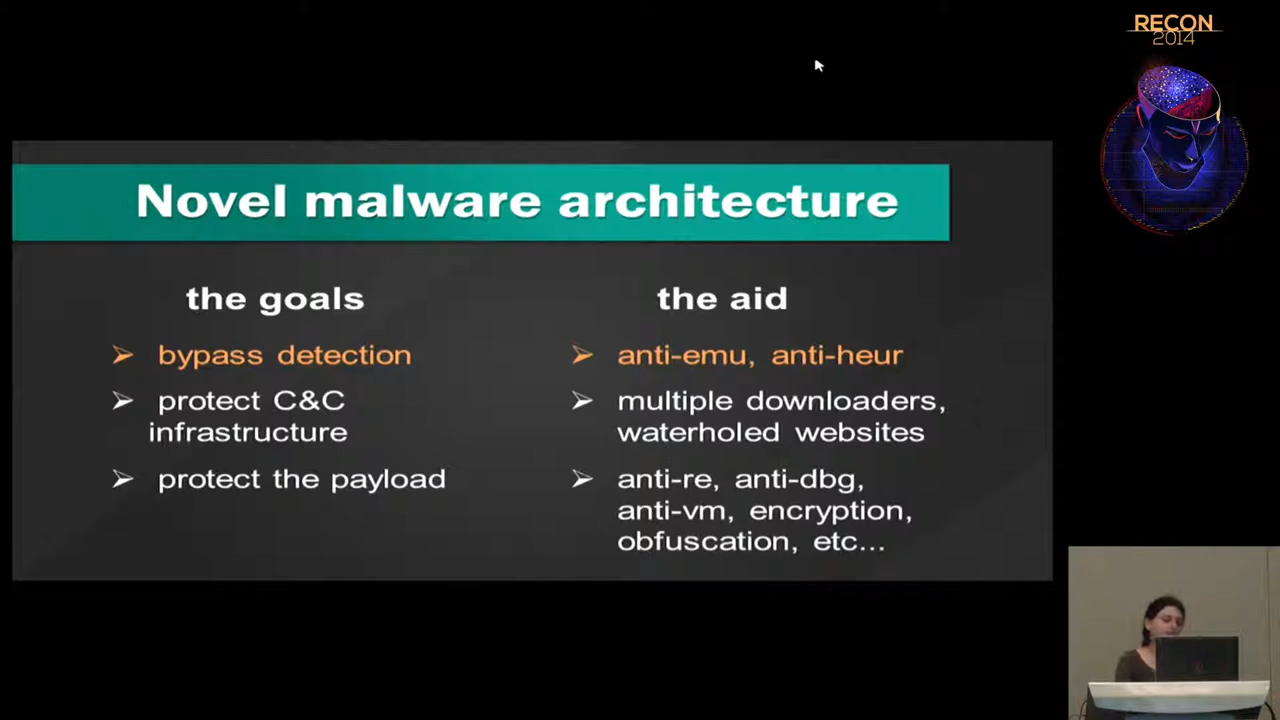 RECON
2014
Novel malware architecture
the goals
➢ bypass detection
➢ protect C&C
infrastructure
➢ protect the payload
the aid
➢ anti-emu, anti-heur
➢ multiple downloaders,
waterholed websites
➢ anti-re, anti-dbg,
anti-vm, encryption,
obfuscation, etc...